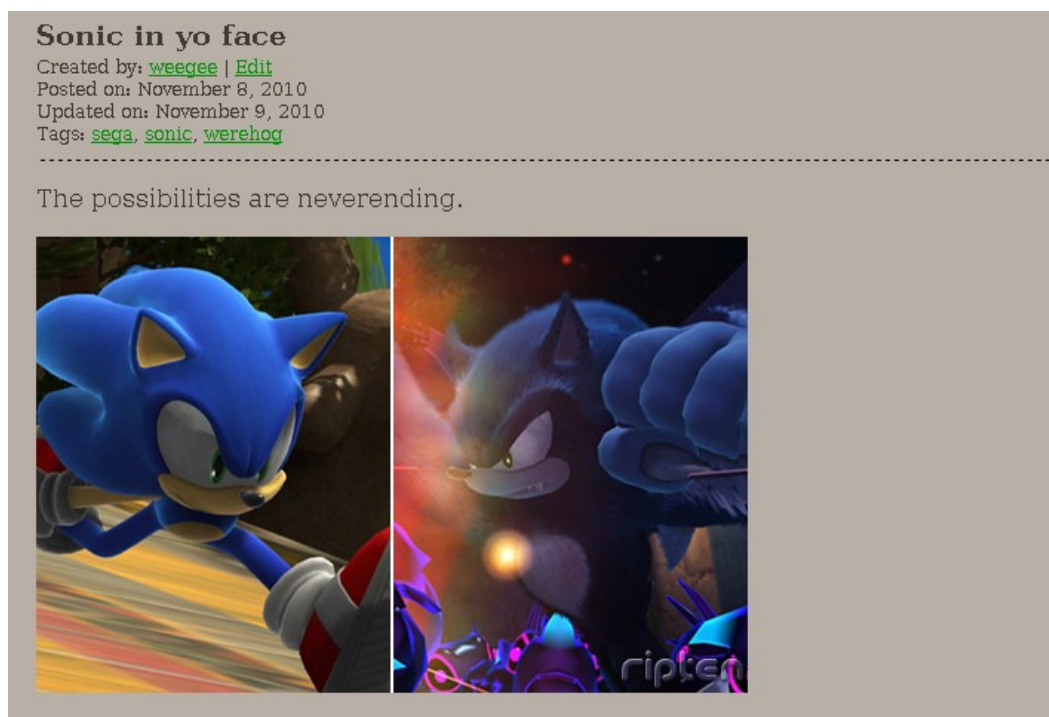 Sonic in yo face
Created by: weegee | Edit
Posted on: November 8, 2010
Updated on: November 9, 2010
Tags: sega, sonic, werehog
The possibilities are neverending.
ripten